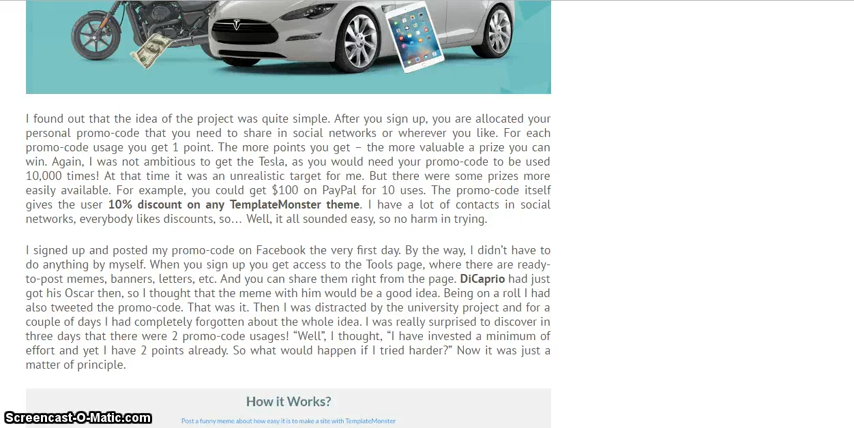 I found out that the idea of the project was quite simple. After you sign up, you are allocated your
personal promo-code that you need to share in social networks or wherever you like. For each
promo-code usage you get 1 point. The more points you get – the more valuable a prize you can
win. Again, I was not ambitious to get the Tesla, as you would need your promo-code to be used
10,000 times! At that time it was an unrealistic target for me. But there were some prizes more
easily available. For example, you could get $100 on PayPal for 10 uses. The promo-code itself
gives the user 10% discount on any TemplateMonster theme. I have a lot of contacts in social
networks, everybody likes discounts, so... Well, it all sounded easy, so no harm in trying.
I signed up and posted my promo-code on Facebook the very first day. By the way, I didn't have to
do anything by myself. When you sign up you get access to the Tools page, where there are ready-
to-post memes, banners, letters, etc. And you can share them right from the page. DiCaprio had just
got his Oscar then, so I thought that the meme with him would be a good idea. Being on a roll I had
also tweeted the promo-code. That was it. Then I was distracted by the university project and for a
couple of days I had completely forgotten about the whole idea. I was really surprised to discover in
three days that there were 2 promo-code usages! "Well", I thought, "I have invested a minimum of
effort and yet I have 2 points already. So what would happen if I tried harder?" Now it was just a
matter of principle.
How it Works?
Post a funny meme about how easy it is to make a site with TemplateMonster
Screencast-O-Matic.com